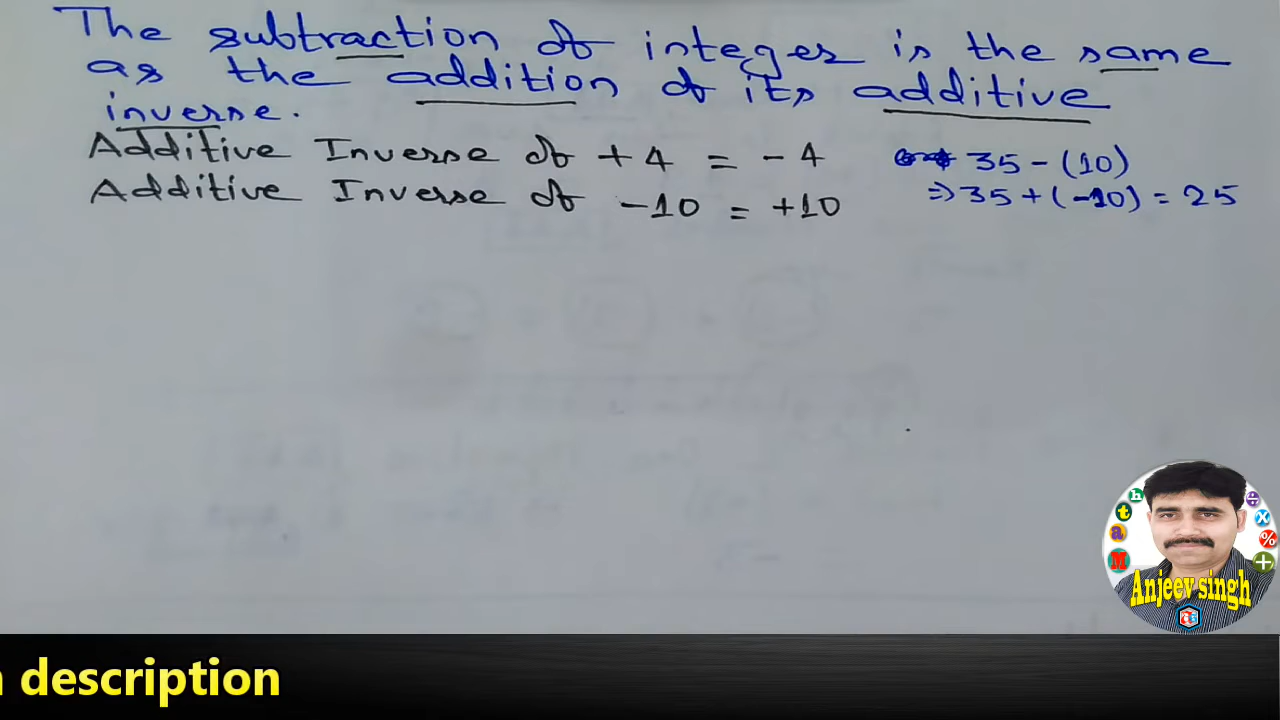 The subtraction of integer is the same
as the addition of its additive
inverse.
Additive Inverse of +4 = -4
Additive Inverse of -10 = +10
35 - (10)
⇒ 35 + (-10) = 25
h
t
a
M
÷
x
%
+
Anjeev singh
description